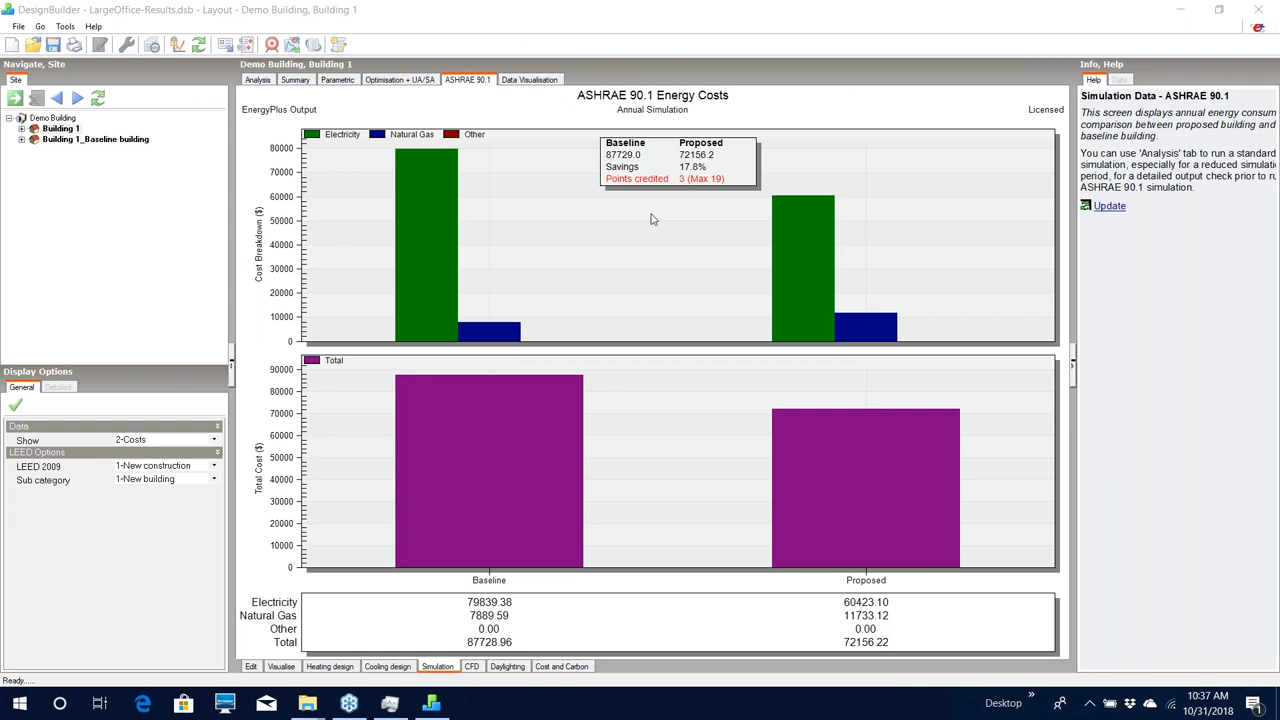 DesignBuilder - LargeOffice-Results.dsb - Layout - Demo Building, Building 1
File Go Tools Help
Navigate, Site
Site
Demo Building
Building 1
Building 1_Baseline building
Display Options
General Detailed
Data
Show 2-Costs
LEED Options
LEED 2009 1-New construction
Sub category 1-New building
Demo Building, Building 1
Analysis Summary Parametric Optimisation + UA/SA ASHRAE 90.1 Data Visualisation
ASHRAE 90.1 Energy Costs
EnergyPlus Output Annual Simulation Licensed
Electricity Natural Gas Other
Baseline Proposed
87729.0 72156.2
Savings 17.8%
Points credited 3 (Max 19)
Cost Breakdown ($)
80000
70000
60000
50000
40000
30000
20000
10000
0
Total
Total Cost ($)
90000
80000
70000
60000
50000
40000
30000
20000
10000
0
Baseline Proposed
Electricity 79839.38 60423.10
Natural Gas 7889.59 11733.12
Other 0.00 0.00
Total 87728.96 72156.22
Edit Visualise Heating design Cooling design Simulation CFD Daylighting Cost and Carbon
Info, Help
Help Data
Simulation Data - ASHRAE 90.1
This screen displays annual energy consum
comparison between proposed building and
baseline building.
You can use 'Analysis' tab to run a standard
simulation, especially for a reduced simulati
period, for a detailed output check prior to ru
ASHRAE 90.1 simulation.
Update
Ready.....
Desktop
10:37 AM
10/31/2018
1